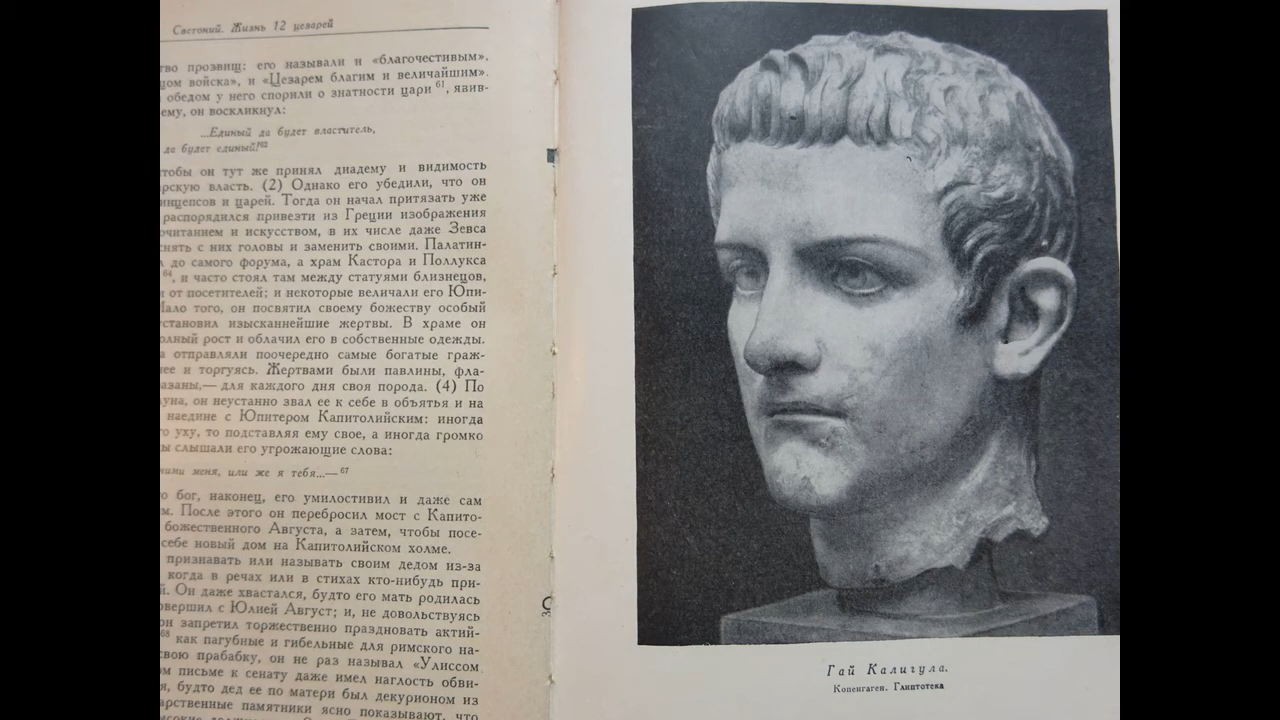 Светоний. Жизнь 12 цезарей
тво прозвищ: его называли и «благочестивым»,
цом войска», и «Цезарем благим и величайшим».
обедом у него спорили о знатности цари 61, явив-
ему, он воскликнул:
...Единый да будет властитель,
да будет единый!62
чтобы он тут же принял диадему и видимость
арскую власть. (2) Однако его убедили, что он
инцепсов и царей. Тогда он начал притязать уже
распорядился привезти из Греции изображения
очитанием и искусством, в их числе даже Зевса
снять с них головы и заменить своими. Палатин-
до самого форума, а храм Кастора и Поллукса
64, и часто стоял там между статуями близнецов,
и от посетителей; и некоторые величали его Юпи-
Мало того, он посвятил своему божеству особый
установил изысканнейшие жертвы. В храме он
олный рост и облачил его в собственные одежды.
а отправляли поочередно самые богатые граж-
нее и торгуясь. Жертвами были павлины, фла-
азаны,— для каждого дня своя порода. (4) По
уна, он неустанно звал ее к себе в объятья и на
наедине с Юпитером Капитолийским: иногда
го уху, то подставляя ему свое, а иногда громко
ы слышали его угрожающие слова:
ними меня, или же я тебя...— 67
о бог, наконец, его умилостивил и даже сам
м. После этого он перебросил мост с Капито-
божественного Августа, а затем, чтобы посе-
себе новый дом на Капитолийском холме.
признавать или называть своим дедом из-за
когда в речах или в стихах кто-нибудь при-
й. Он даже хвастался, будто его мать родилась
овершил с Юлией Август; и, не довольствуясь
он запретил торжественно праздновать актий-
68 как пагубные и гибельные для римского на-
свою прабабку, он не раз называл «Улиссом
ом письме к сенату даже имел наглость обви-
я, будто дед ее по матери был декурионом из
арственные памятники ясно показывают, что
Гай Калигула.
Копенгаген. Глиптотека